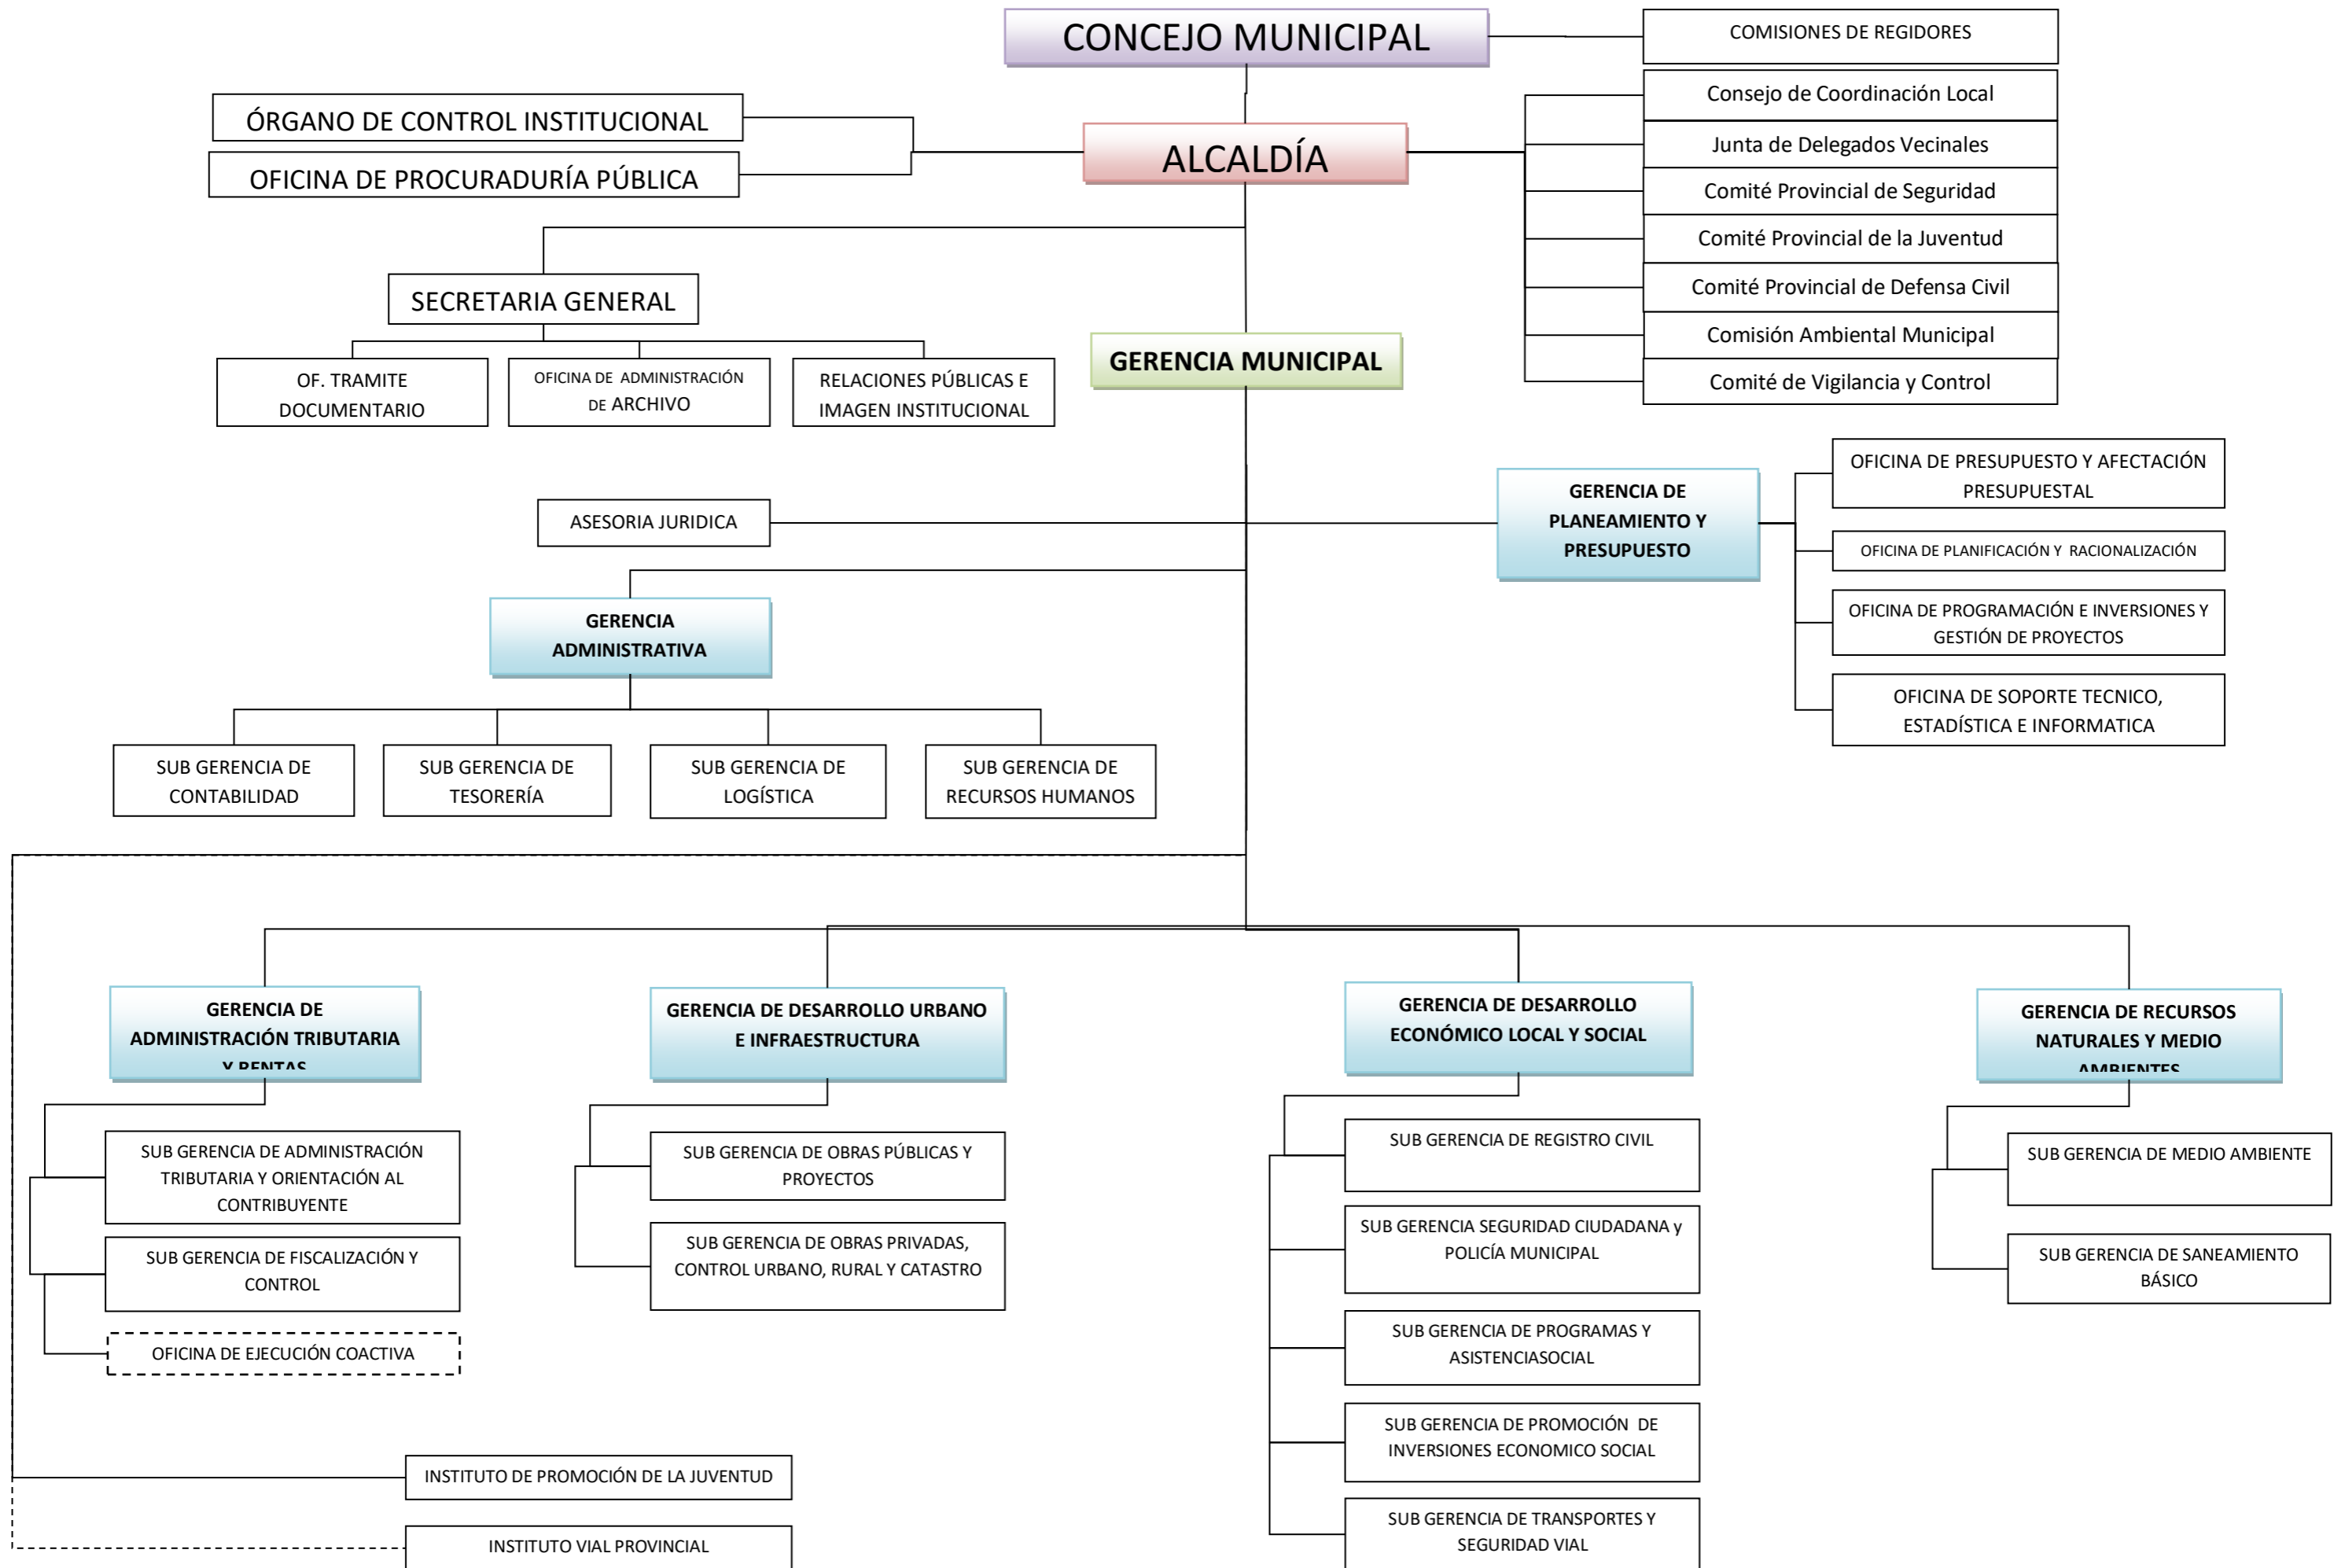 CONCEJO MUNICIPAL
COMISIONES DE REGIDORES
Consejo de Coordinación Local
Junta de Delegados Vecinales
Comité Provincial de Seguridad
Comité Provincial de la Juventud
Comité Provincial de Defensa Civil
Comisión Ambiental Municipal
Comité de Vigilancia y Control
ÓRGANO DE CONTROL INSTITUCIONAL
OFICINA DE PROCURADURÍA PÚBLICA
ALCALDÍA
SECRETARIA GENERAL
OF. TRAMITE
DOCUMENTARIO
OFICINA DE ADMINISTRACIÓN
DE ARCHIVO
RELACIONES PÚBLICAS E
IMAGEN INSTITUCIONAL
GERENCIA MUNICIPAL
ASESORIA JURIDICA
GERENCIA DE
PLANEAMIENTO Y
PRESUPUESTO
OFICINA DE PRESUPUESTO Y AFECTACIÓN
PRESUPUESTAL
OFICINA DE PLANIFICACIÓN Y RACIONALIZACIÓN
OFICINA DE PROGRAMACIÓN E INVERSIONES Y
GESTIÓN DE PROYECTOS
OFICINA DE SOPORTE TECNICO,
ESTADÍSTICA E INFORMATICA
GERENCIA
ADMINISTRATIVA
SUB GERENCIA DE
CONTABILIDAD
SUB GERENCIA DE
TESORERÍA
SUB GERENCIA DE
LOGÍSTICA
SUB GERENCIA DE
RECURSOS HUMANOS
GERENCIA DE
ADMINISTRACIÓN TRIBUTARIA
Y RENTAS
SUB GERENCIA DE ADMINISTRACIÓN
TRIBUTARIA Y ORIENTACIÓN AL
CONTRIBUYENTE
SUB GERENCIA DE FISCALIZACIÓN Y
CONTROL
OFICINA DE EJECUCIÓN COACTIVA
GERENCIA DE DESARROLLO URBANO
E INFRAESTRUCTURA
SUB GERENCIA DE OBRAS PÚBLICAS Y
PROYECTOS
SUB GERENCIA DE OBRAS PRIVADAS,
CONTROL URBANO, RURAL Y CATASTRO
GERENCIA DE DESARROLLO
ECONÓMICO LOCAL Y SOCIAL
SUB GERENCIA DE REGISTRO CIVIL
SUB GERENCIA SEGURIDAD CIUDADANA y
POLICÍA MUNICIPAL
SUB GERENCIA DE PROGRAMAS Y
ASISTENCIASOCIAL
SUB GERENCIA DE PROMOCIÓN DE
INVERSIONES ECONOMICO SOCIAL
SUB GERENCIA DE TRANSPORTES Y
SEGURIDAD VIAL
GERENCIA DE RECURSOS
NATURALES Y MEDIO
AMBIENTES
SUB GERENCIA DE MEDIO AMBIENTE
SUB GERENCIA DE SANEAMIENTO
BÁSICO
INSTITUTO DE PROMOCIÓN DE LA JUVENTUD
INSTITUTO VIAL PROVINCIAL